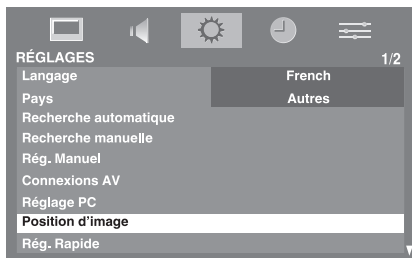 RÉGLAGES 1/2
Langage French
Pays Autres
Recherche automatique
Recherche manuelle
Rég. Manuel
Connexions AV
Réglage PC
Position d'image
Rég. Rapide